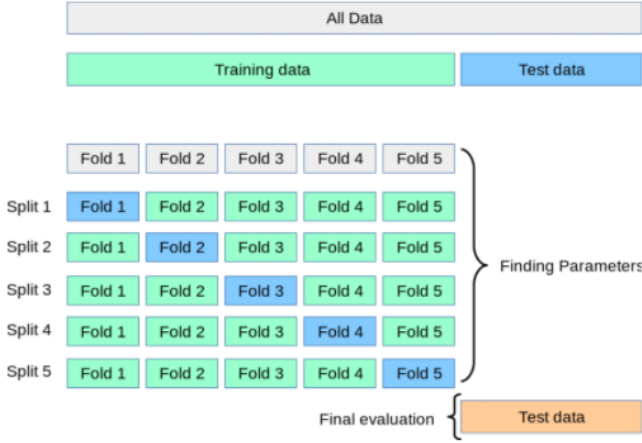 All Data
Training data Test data
Fold 1 Fold 2 Fold 3 Fold 4 Fold 5
Split 1 Fold 1 Fold 2 Fold 3 Fold 4 Fold 5
Split 2 Fold 1 Fold 2 Fold 3 Fold 4 Fold 5
Finding Parameters
Split 3 Fold 1 Fold 2 Fold 3 Fold 4 Fold 5
Split 4 Fold 1 Fold 2 Fold 3 Fold 4 Fold 5
Split 5 Fold 1 Fold 2 Fold 3 Fold 4 Fold 5
Final evaluation Test data